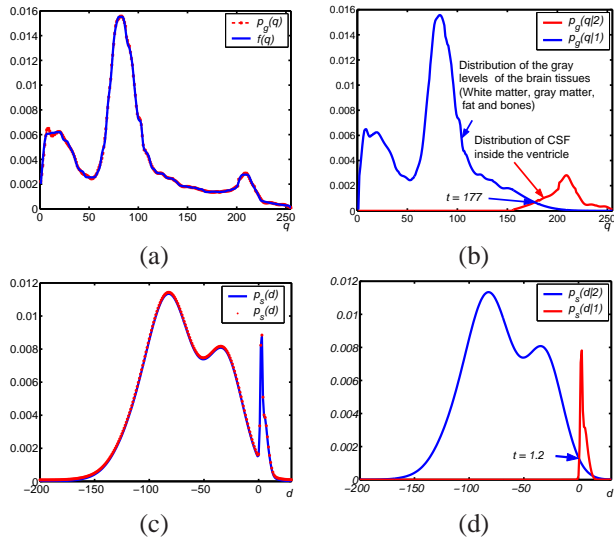 0.016
0.014
0.012
0.01
0.008
0.006
0.004
0.002
0 50 100 150 200 q 250
p_g(q)
f(q)
(a)
0.016
0.014
0.012
0.01
0.008
0.006
0.004
0.002
0
0 50 100 150 200 q 250
p_g(q|2)
p_g(q|1)
Distribution of the gray
levels of the brain tissues
(White matter, gray matter,
fat and bones)
Distribution of CSF
inside the ventricle
t = 177
(b)
0.012
0.01
0.008
0.006
0.004
0.002
0
−200 −150 −100 −50 0 d
p_s(d)
p_s(d)
(c)
0.012
0.01
0.008
0.006
0.004
0.002
0
−200 −150 −100 −50 0 d
p_s(d|2)
p_s(d|1)
t = 1.2
(d)